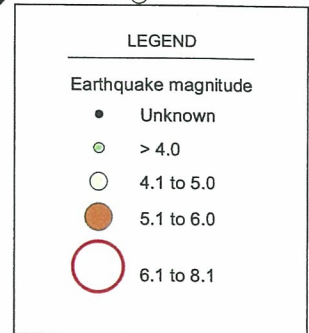 LEGEND
Earthquake magnitude
Unknown
> 4.0
4.1 to 5.0
5.1 to 6.0
6.1 to 8.1